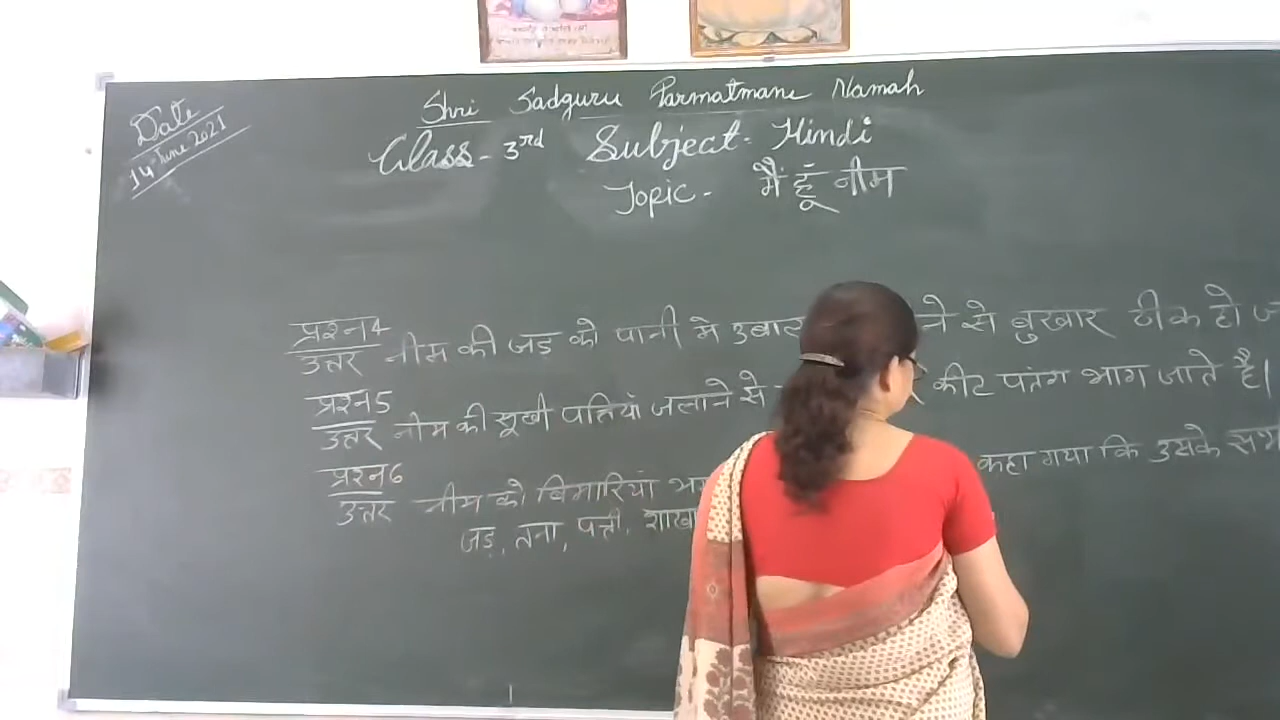 Date
14 June 2021
Shri Sadguru Parmatmane Namah
Class - 3rd Subject - Hindi
Topic - मैं हूँ नीम
प्रश्न4
उत्तर नीम की जड़ को पानी मे उबाल ने से बुखार ठीक हो
प्रश्न5
उत्तर नीम की सूखी पत्तियां जलाने से कीट पतंग भाग जाते है।
प्रश्न6
उत्तर नीम को बिमारियां कहा गया कि उसके
जड़, तना, पत्ती, शाखा